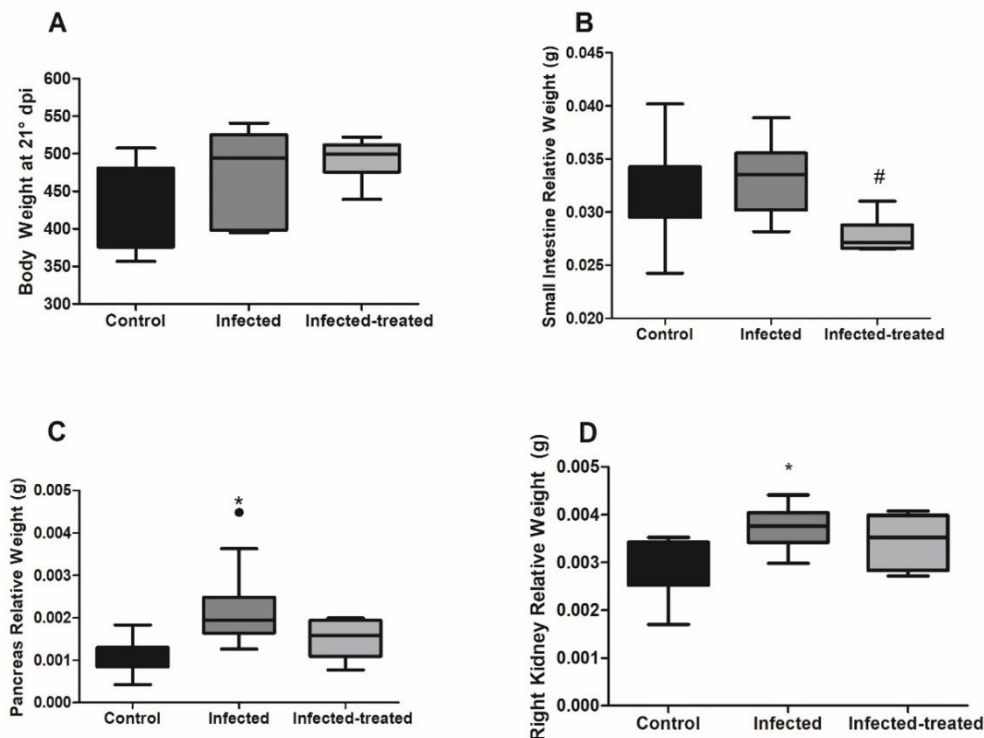 A
Body Weight at 21° dpi
600
550
500
450
400
350
300
Control Infected Infected-treated
B
Small Intestine Relative Weight (g)
0.045
0.040
0.035
0.030
0.025
0.020
#
Control Infected Infected-treated
C
Pancreas Relative Weight (g)
0.005
0.004
0.003
0.002
0.001
0.000
*
Control Infected Infected-treated
D
Right Kidney Relative Weight (g)
0.005
0.004
0.003
0.002
0.001
0.000
*
Control Infected Infected-treated